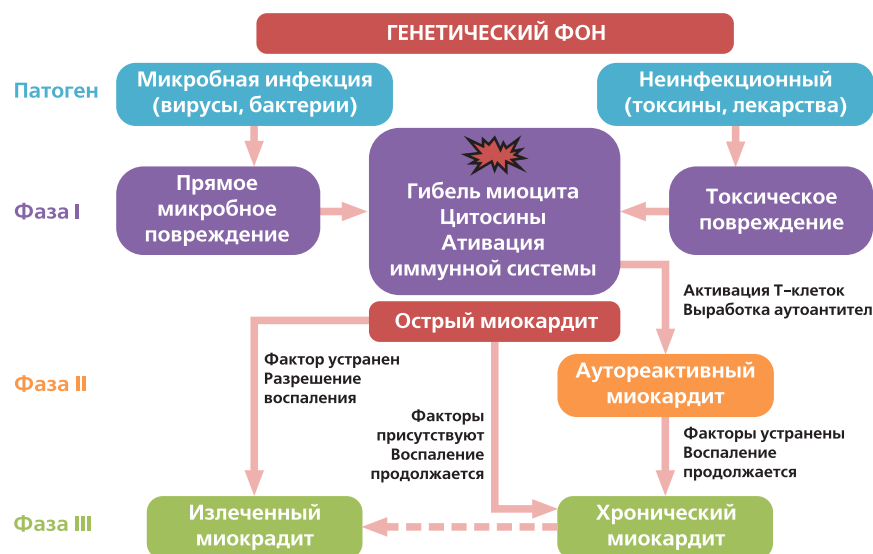 ГЕНЕТИЧЕСКИЙ ФОН
Патоген
Микробная инфекция
(вирусы, бактерии)
Неинфекционный
(токсины, лекарства)
Фаза I
Прямое
микробное
повреждение
Гибель миоцита
Цитосины
Ативация
иммунной системы
Токсическое
повреждение
Активация Т-клеток
Выработка аутоантител
Острый миокардит
Фаза II
Фактор устранен
Разрешение
воспаления
Аутореактивный
миокардит
Факторы
присутствуют
Воспаление
продолжается
Факторы устранены
Воспаление
продолжается
Фаза III
Излеченный
миокрадит
Хронический
миокардит